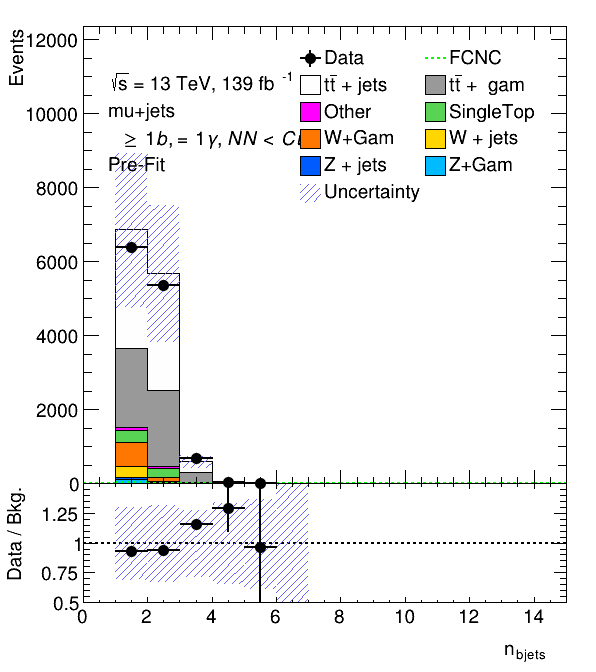 Events
12000
10000
8000
6000
4000
2000
0
√s = 13 TeV, 139 fb -1
mu+jets
≥ 1b, = 1γ, NN <
Pre-Fit
Data
FCNC
tt̄ + jets
tt̄ + gam
Other
SingleTop
W+Gam
W + jets
Z + jets
Z+Gam
Uncertainty
Data / Bkg.
1.25
1
0.75
0.5
0 2 4 6 8 10 12 14
n bjets